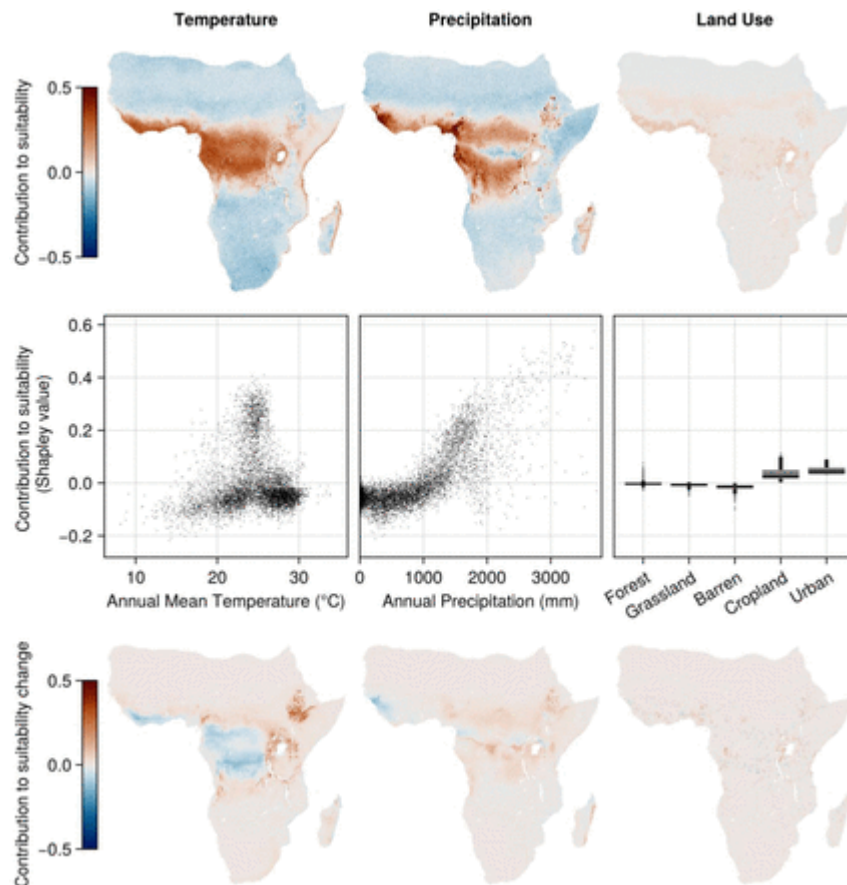 Temperature
Precipitation
Land Use
Contribution to suitability
0.5
0.0
−0.5
Contribution to suitability
(Shapley value)
0.6
0.4
0.2
0.0
−0.2
10
20
30
Annual Mean Temperature (°C)
0
1000
2000
3000
Annual Precipitation (mm)
Forest
Grassland
Barren
Cropland
Urban
Contribution to suitability change
0.5
0.0
−0.5